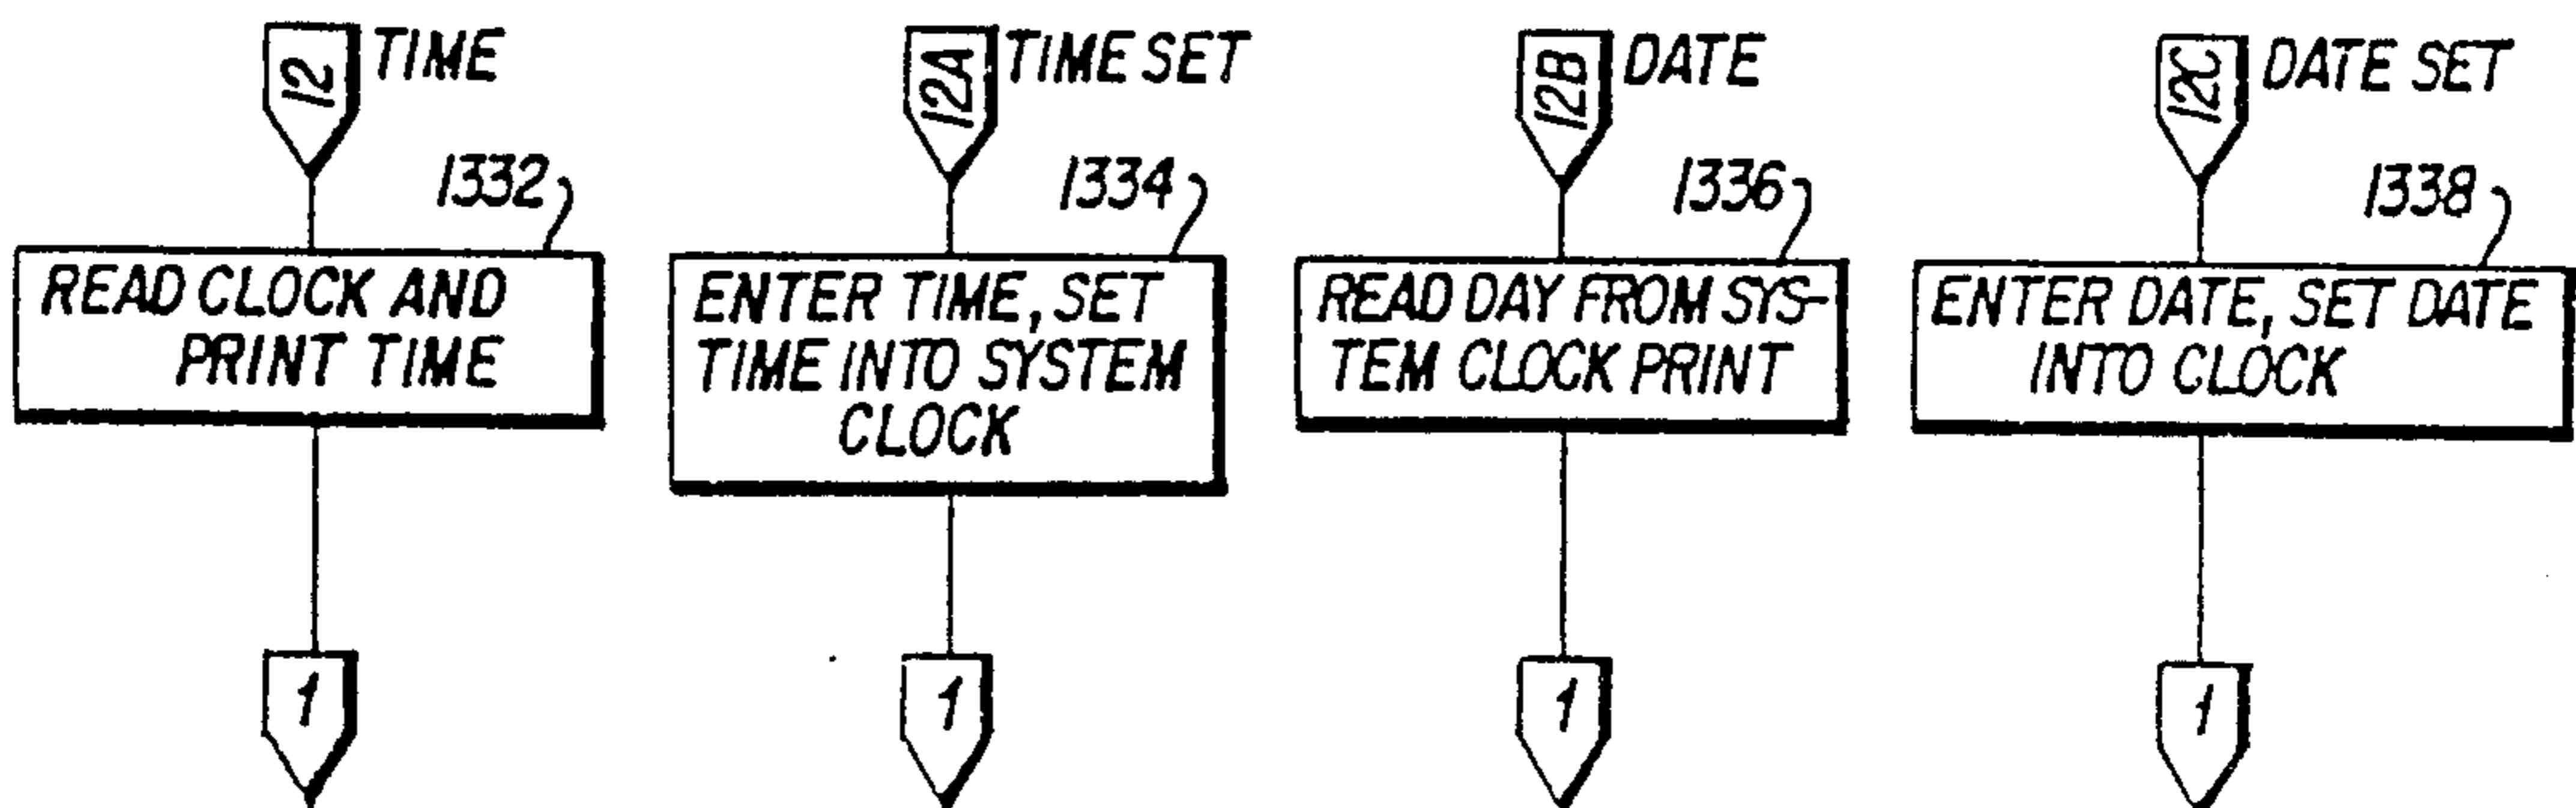 12 TIME
1332
READ CLOCK AND
PRINT TIME
1
12A TIME SET
1334
ENTER TIME, SET
TIME INTO SYSTEM
CLOCK
1
12B DATE
1336
READ DAY FROM SYS-
TEM CLOCK PRINT
1
12C DATE SET
1338
ENTER DATE, SET DATE
INTO CLOCK
1